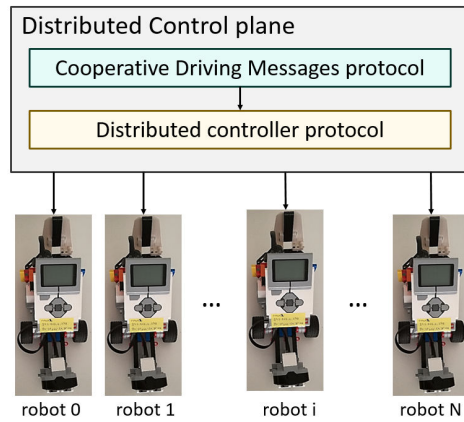 Distributed Control plane
Cooperative Driving Messages protocol
Distributed controller protocol
...
...
robot 0
robot 1
robot i
robot N